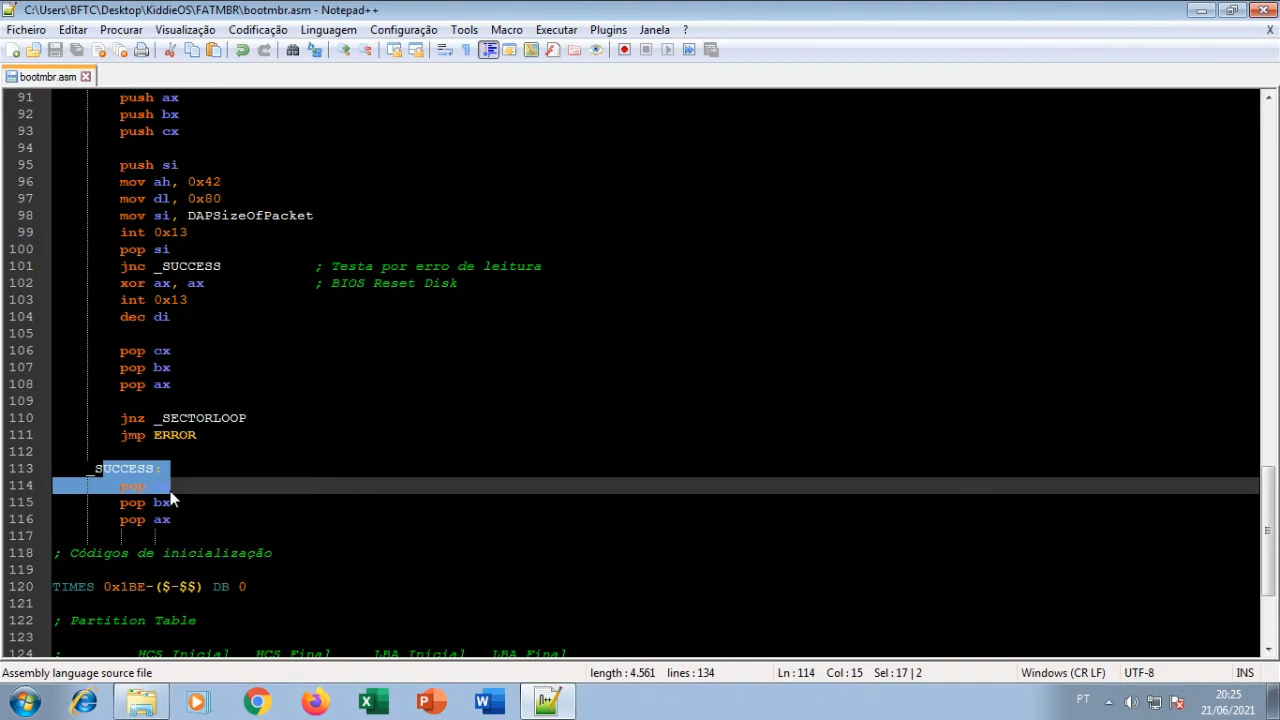 C:\Users\BFTC\Desktop\KiddieOS\FATMBR\bootmbr.asm - Notepad++
Ficheiro Editar Procurar Visualização Codificação Linguagem Configuração Tools Macro Executar Plugins Janela ? X
bootmbr.asm
91 push ax
92 push bx
93 push cx
94
95 push si
96 mov ah, 0x42
97 mov dl, 0x80
98 mov si, DAPSizeOfPacket
99 int 0x13
100 pop si
101 jnc _SUCCESS ; Testa por erro de leitura
102 xor ax, ax ; BIOS Reset Disk
103 int 0x13
104 dec di
105
106 pop cx
107 pop bx
108 pop ax
109
110 jnz _SECTORLOOP
111 jmp ERROR
112
113 _SUCCESS:
114 pop
115 pop bx
116 pop ax
117
118 ; Códigos de inicialização
119
120 TIMES 0x1BE-($-$$) DB 0
121
122 ; Partition Table
123
124 ; HCS Inicial HCS Final LBA Inicial LBA Final
Assembly language source file length : 4.561 lines : 134 Ln : 114 Col : 15 Sel : 17 | 2 Windows (CR LF) UTF-8 INS
PT 20:25
21/06/2021